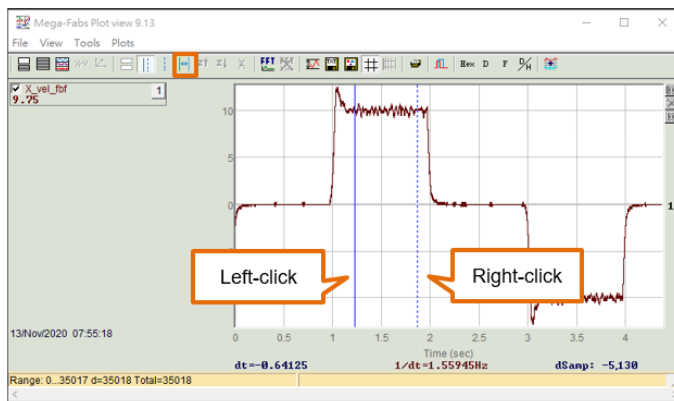 Mega-Fabs Plot view 9.13
File View Tools Plots
x-y FFT Hex D F D/H
X_vel_fbf 1
9.75
10
5
0
1
Left-click
Right-click
13/Nov/2020 07:55:18
0 0.5 1 1.5 2 2.5 3 3.5 4
Time (sec)
dt=-0.64125 1/dt=1.55945Hz dSamp: -5,130
Range: 0...35017 d=35018 Total=35018